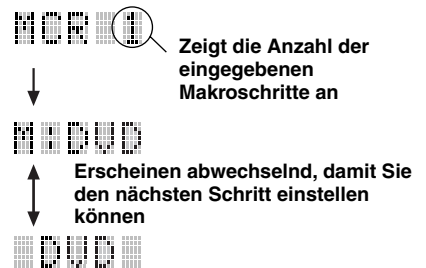 MCR 1
Zeigt die Anzahl der
eingegebenen
Makroschritte an
M:DVD
Erscheinen abwechselnd, damit Sie
den nächsten Schritt einstellen
können
DVD